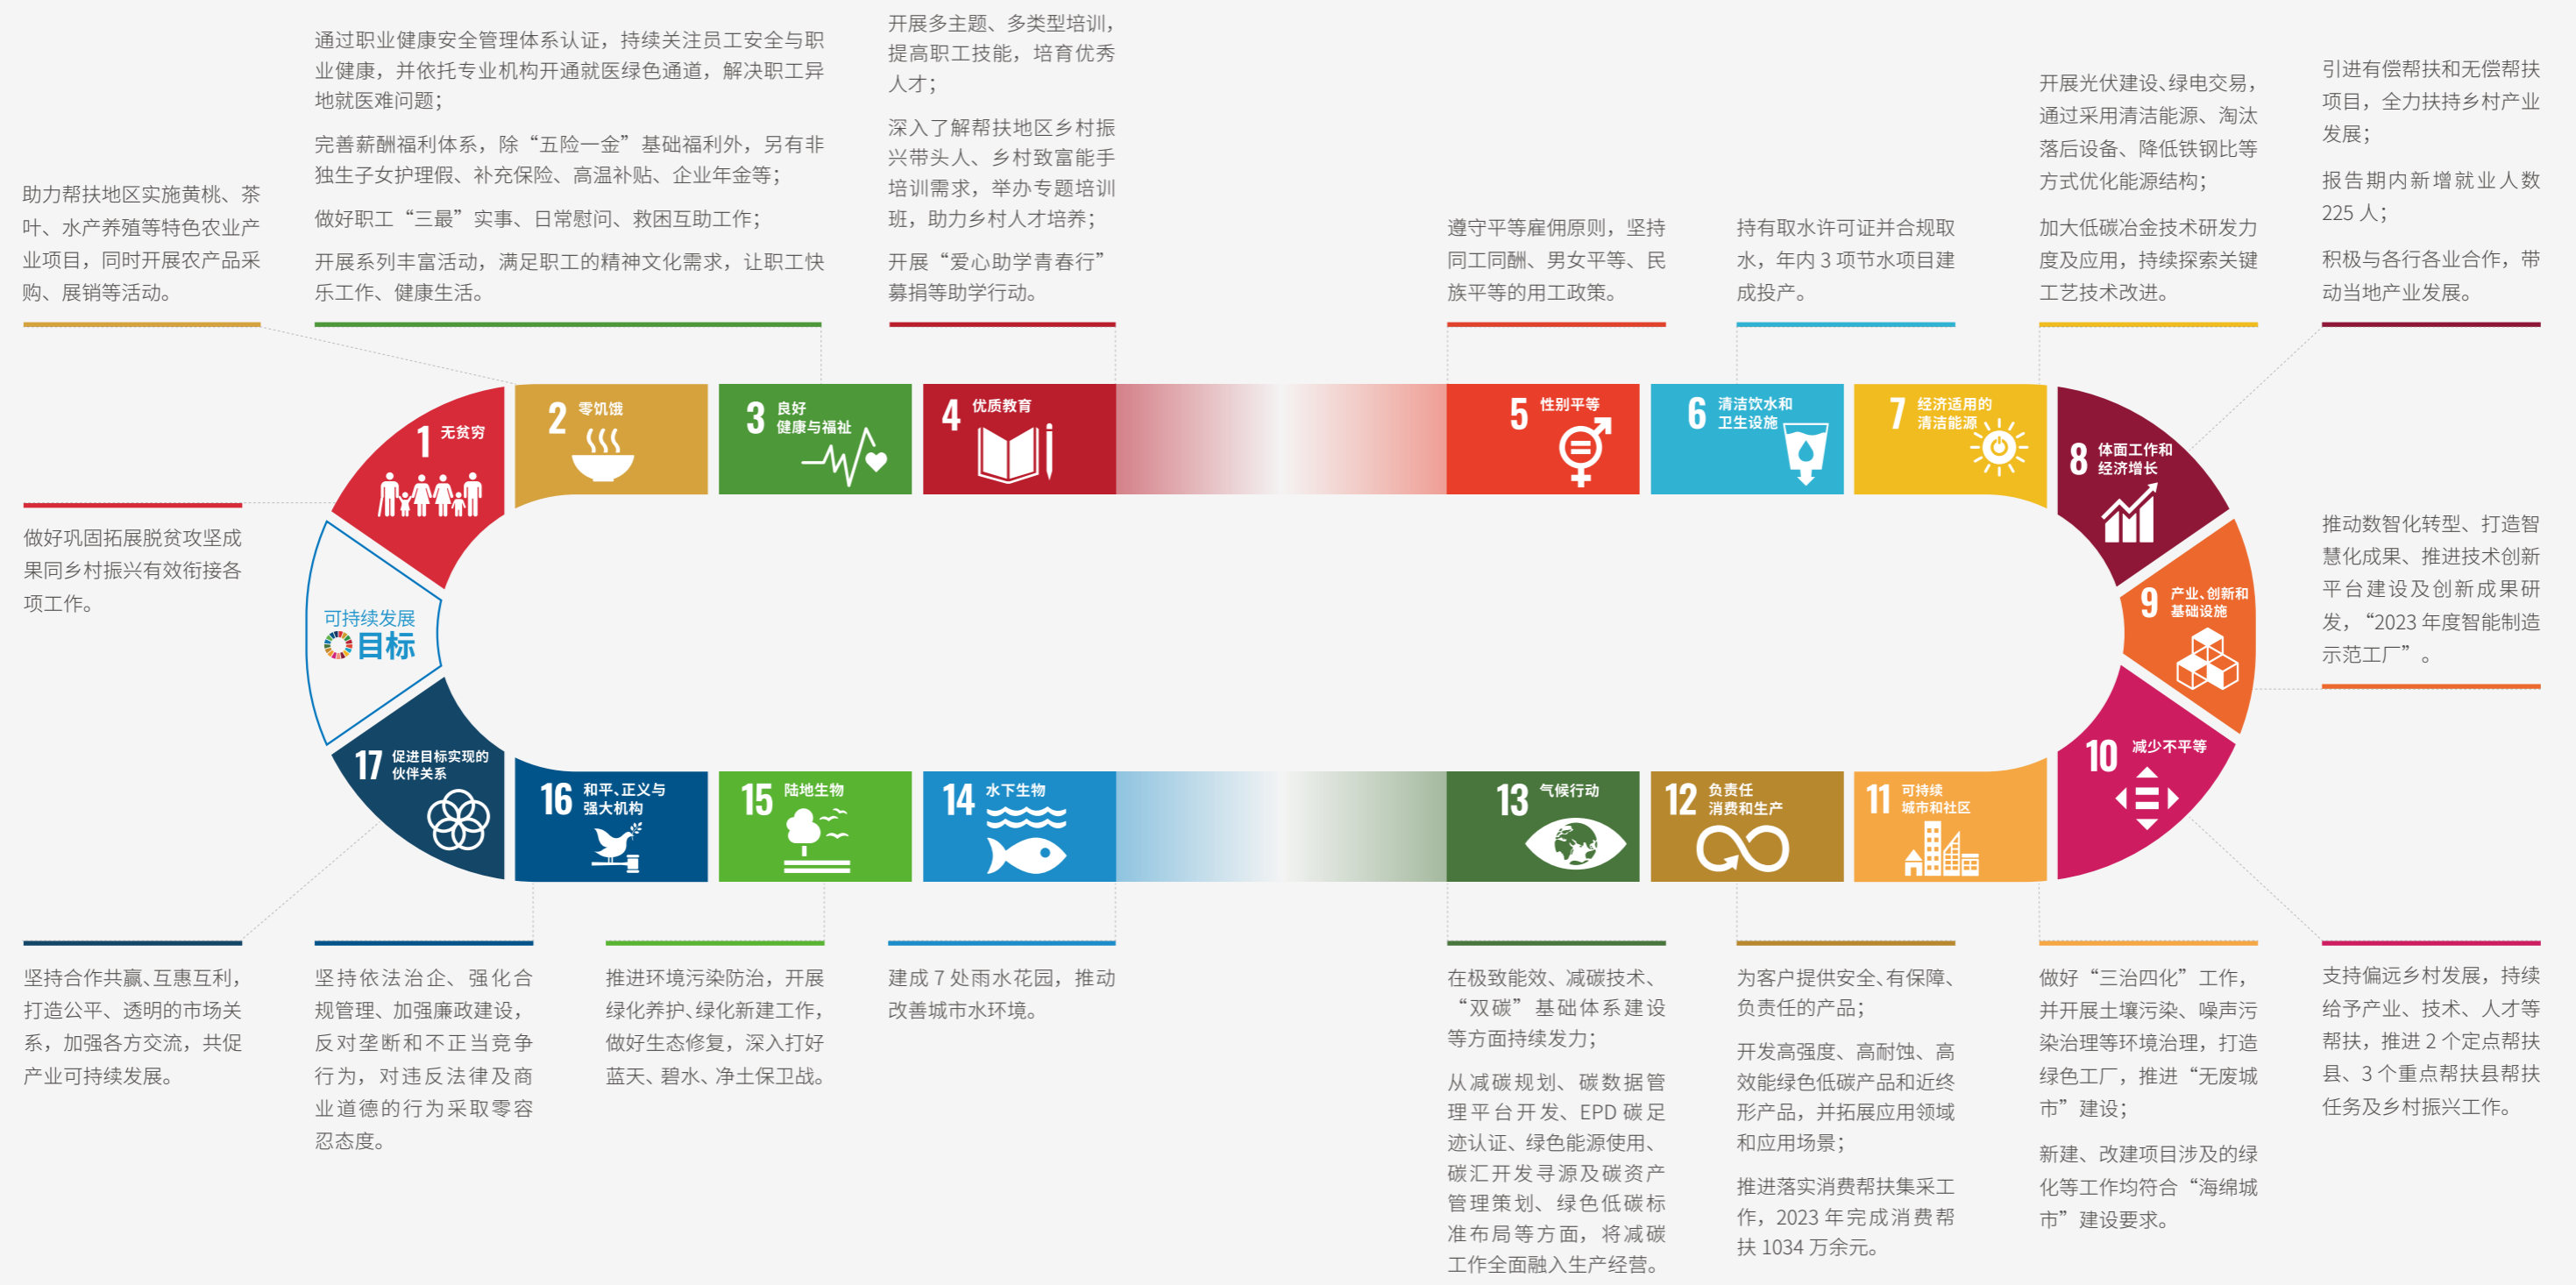 助力帮扶地区实施黄桃、茶
叶、水产养殖等特色农业产
业项目，同时开展农产品采
购、展销等活动。
通过职业健康安全管理体系认证，持续关注员工安全与职
业健康，并依托专业机构开通就医绿色通道，解决职工异
地就医难问题；
完善薪酬福利体系，除“五险一金”基础福利外，另有非
独生子女护理假、补充保险、高温补贴、企业年金等；
做好职工“三最”实事、日常慰问、救困互助工作；
开展系列丰富活动，满足职工的精神文化需求，让职工快
乐工作、健康生活。
开展多主题、多类型培训，
提高职工技能，培育优秀
人才；
深入了解帮扶地区乡村振
兴带头人、乡村致富能手
培训需求，举办专题培训
班，助力乡村人才培养；
开展“爱心助学青春行”
募捐等助学行动。
遵守平等雇佣原则，坚持
同工同酬、男女平等、民
族平等的用工政策。
持有取水许可证并合规取
水，年内 3 项节水项目建
成投产。
开展光伏建设、绿电交易，
通过采用清洁能源、淘汰
落后设备、降低铁钢比等
方式优化能源结构；
加大低碳冶金技术研发力
度及应用，持续探索关键
工艺技术改进。
引进有偿帮扶和无偿帮扶
项目，全力扶持乡村产业
发展；
报告期内新增就业人数
225 人；
积极与各行各业合作，带
动当地产业发展。
1 无贫穷
2 零饥饿
3 良好
健康与福祉
4 优质教育
5 性别平等
6 清洁饮水和
卫生设施
7 经济适用的
清洁能源
8 体面工作和
经济增长
做好巩固拓展脱贫攻坚成
果同乡村振兴有效衔接各
项工作。
可持续发展
目标
9 产业、创新和
基础设施
推动数智化转型、打造智
慧化成果、推进技术创新
平台建设及创新成果研
发，“2023 年度智能制造
示范工厂”。
17 促进目标实现的
伙伴关系
16 和平、正义与
强大机构
15 陆地生物
14 水下生物
13 气候行动
12 负责任
消费和生产
11 可持续
城市和社区
10 减少不平等
坚持合作共赢、互惠互利，
打造公平、透明的市场关
系，加强各方交流，共促
产业可持续发展。
坚持依法治企、强化合
规管理、加强廉政建设，
反对垄断和不正当竞争
行为，对违反法律及商
业道德的行为采取零容
忍态度。
推进环境污染防治，开展
绿化养护、绿化新建工作，
做好生态修复，深入打好
蓝天、碧水、净土保卫战。
建成 7 处雨水花园，推动
改善城市水环境。
在极致能效、减碳技术、
“双碳”基础体系建设
等方面持续发力；
从减碳规划、碳数据管
理平台开发、EPD 碳足
迹认证、绿色能源使用、
碳汇开发寻源及碳资产
管理策划、绿色低碳标
准布局等方面，将减碳
工作全面融入生产经营。
为客户提供安全、有保障、
负责任的产品；
开发高强度、高耐蚀、高
效能绿色低碳产品和近终
形产品，并拓展应用领域
和应用场景；
推进落实消费帮扶集采工
作，2023 年完成消费帮
扶 1034 万余元。
做好“三治四化”工作，
并开展土壤污染、噪声污
染治理等环境治理，打造
绿色工厂，推进“无废城
市”建设；
新建、改建项目涉及的绿
化等工作均符合“海绵城
市”建设要求。
支持偏远乡村发展，持续
给予产业、技术、人才等
帮扶，推进 2 个定点帮扶
县、3 个重点帮扶县帮扶
任务及乡村振兴工作。